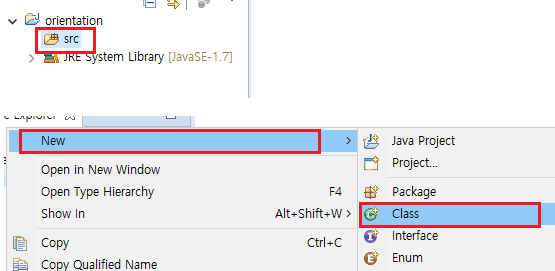 orientation
src
JRE System Library [JavaSE-1.7]
Explorer
New
Java Project
Project...
Open in New Window
Open Type Hierarchy F4
Package
Show In Alt+Shift+W
Class
Interface
Copy Ctrl+C
Enum
Copy Qualified Name